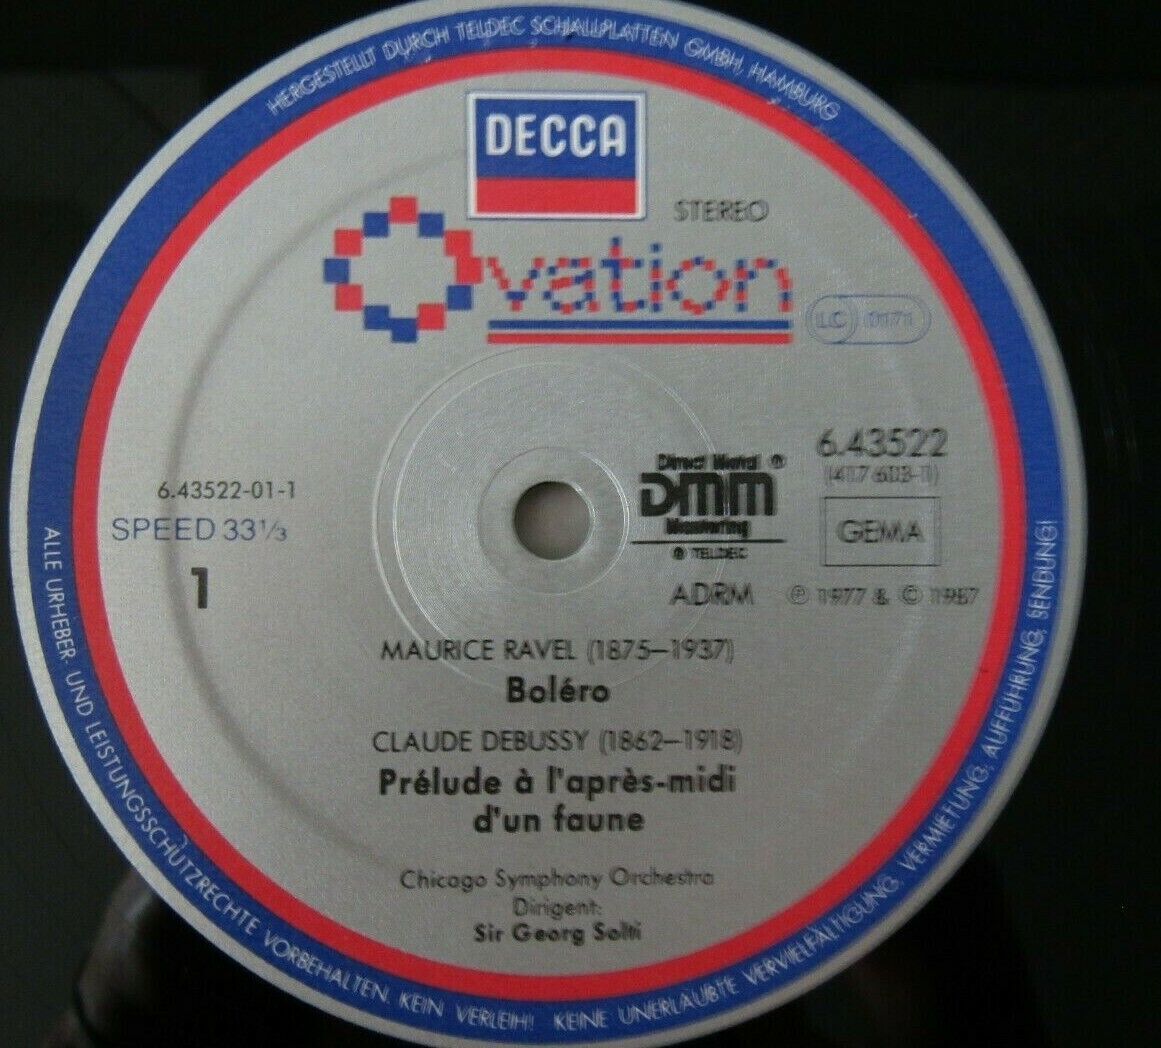 HERGESTELLT DURCH TELDEC SCHALLPLATTEN GMBH, HAMBURG
DECCA
STEREO
Ovation
LC 0171
6.43522
(417 603-1)
Direct Metal ®
DMM
Mastering
® TELDEC
GEMA
6.43522-01-1
SPEED 33 1/3
1
ADRM ℗ 1977 & © 1987
MAURICE RAVEL (1875–1937)
Boléro
CLAUDE DEBUSSY (1862–1918)
Prélude à l'après-midi
d'un faune
Chicago Symphony Orchestra
Dirigent:
Sir Georg Solti
ALLE URHEBER- UND LEISTUNGSSCHUTZRECHTE VORBEHALTEN. KEIN VERLEIH! KEINE UNERLAUBTE VERVIELFÄLTIGUNG, VERMIETUNG, AUFFÜHRUNG, SENDUNG!